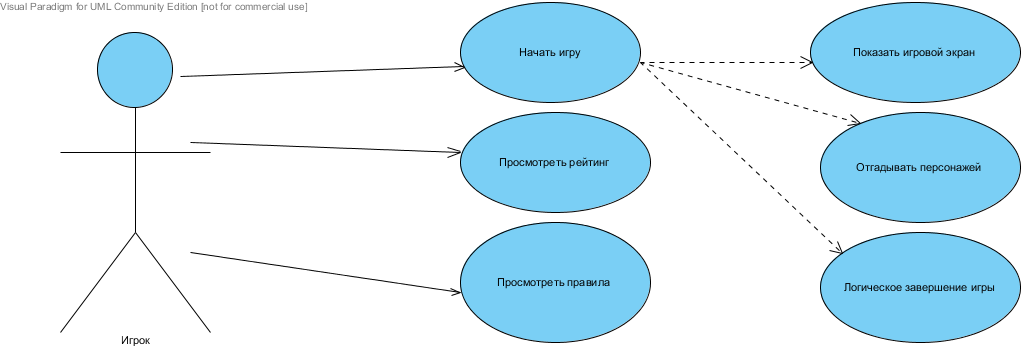 Visual Paradigm for UML Community Edition [not for commercial use]
Начать игру
Показать игровой экран
Просмотреть рейтинг
Отгадывать персонажей
Просмотреть правила
Логическое завершение игры
Игрок